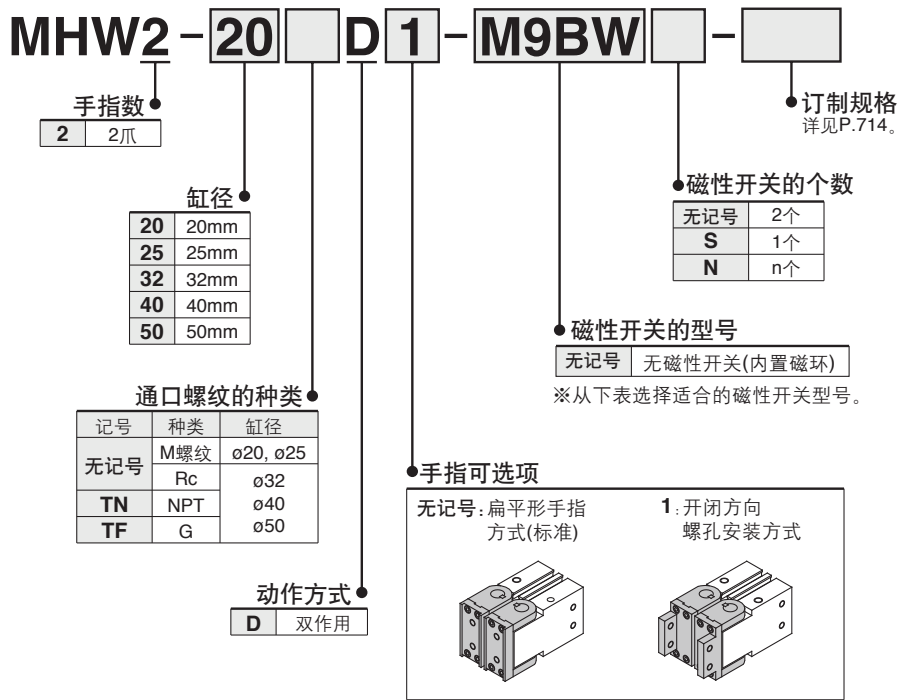 MHW2-20 D1-M9BW -
手指数
2 2爪
缸径
20 20mm
25 25mm
32 32mm
40 40mm
50 50mm
通口螺纹的种类
记号 种类 缸径
无记号 M螺纹 ø20, ø25
Rc ø32
TN NPT ø40
TF G ø50
动作方式
D 双作用
订制规格
详见P.714。
磁性开关的个数
无记号 2个
S 1个
N n个
磁性开关的型号
无记号 无磁性开关(内置磁环)
※从下表选择适合的磁性开关型号。
手指可选项
无记号:扁平形手指
方式(标准)
1:开闭方向
螺孔安装方式